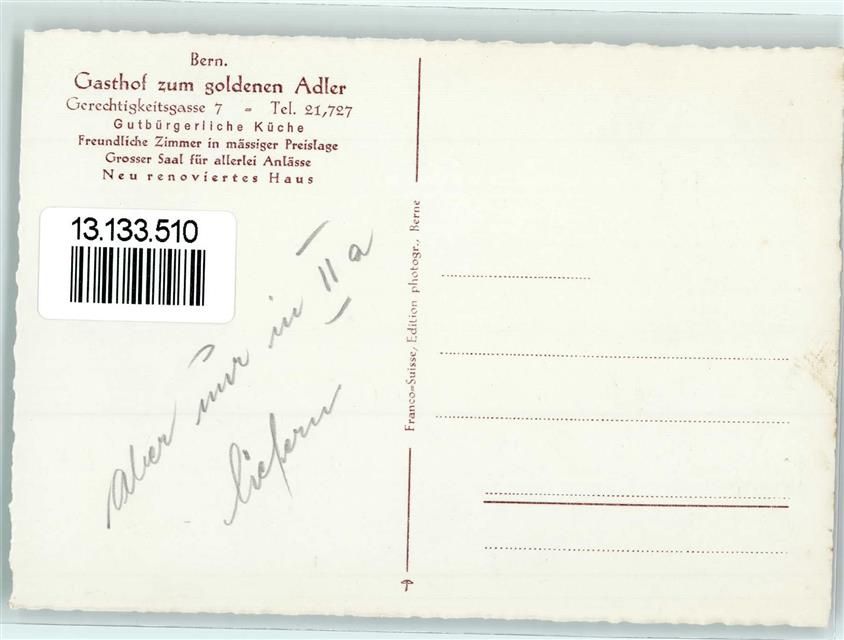 Bern.
Gasthof zum goldenen Adler
Gerechtigkeitsgasse 7 - Tel. 21,727
Gutbürgerliche Küche
Freundliche Zimmer in mässiger Preislage
Grosser Saal für allerlei Anlässe
Neu renoviertes Haus
13.133.510
aber nur in II a
liefern
Franco-Suisse, Edition photogr., Berne